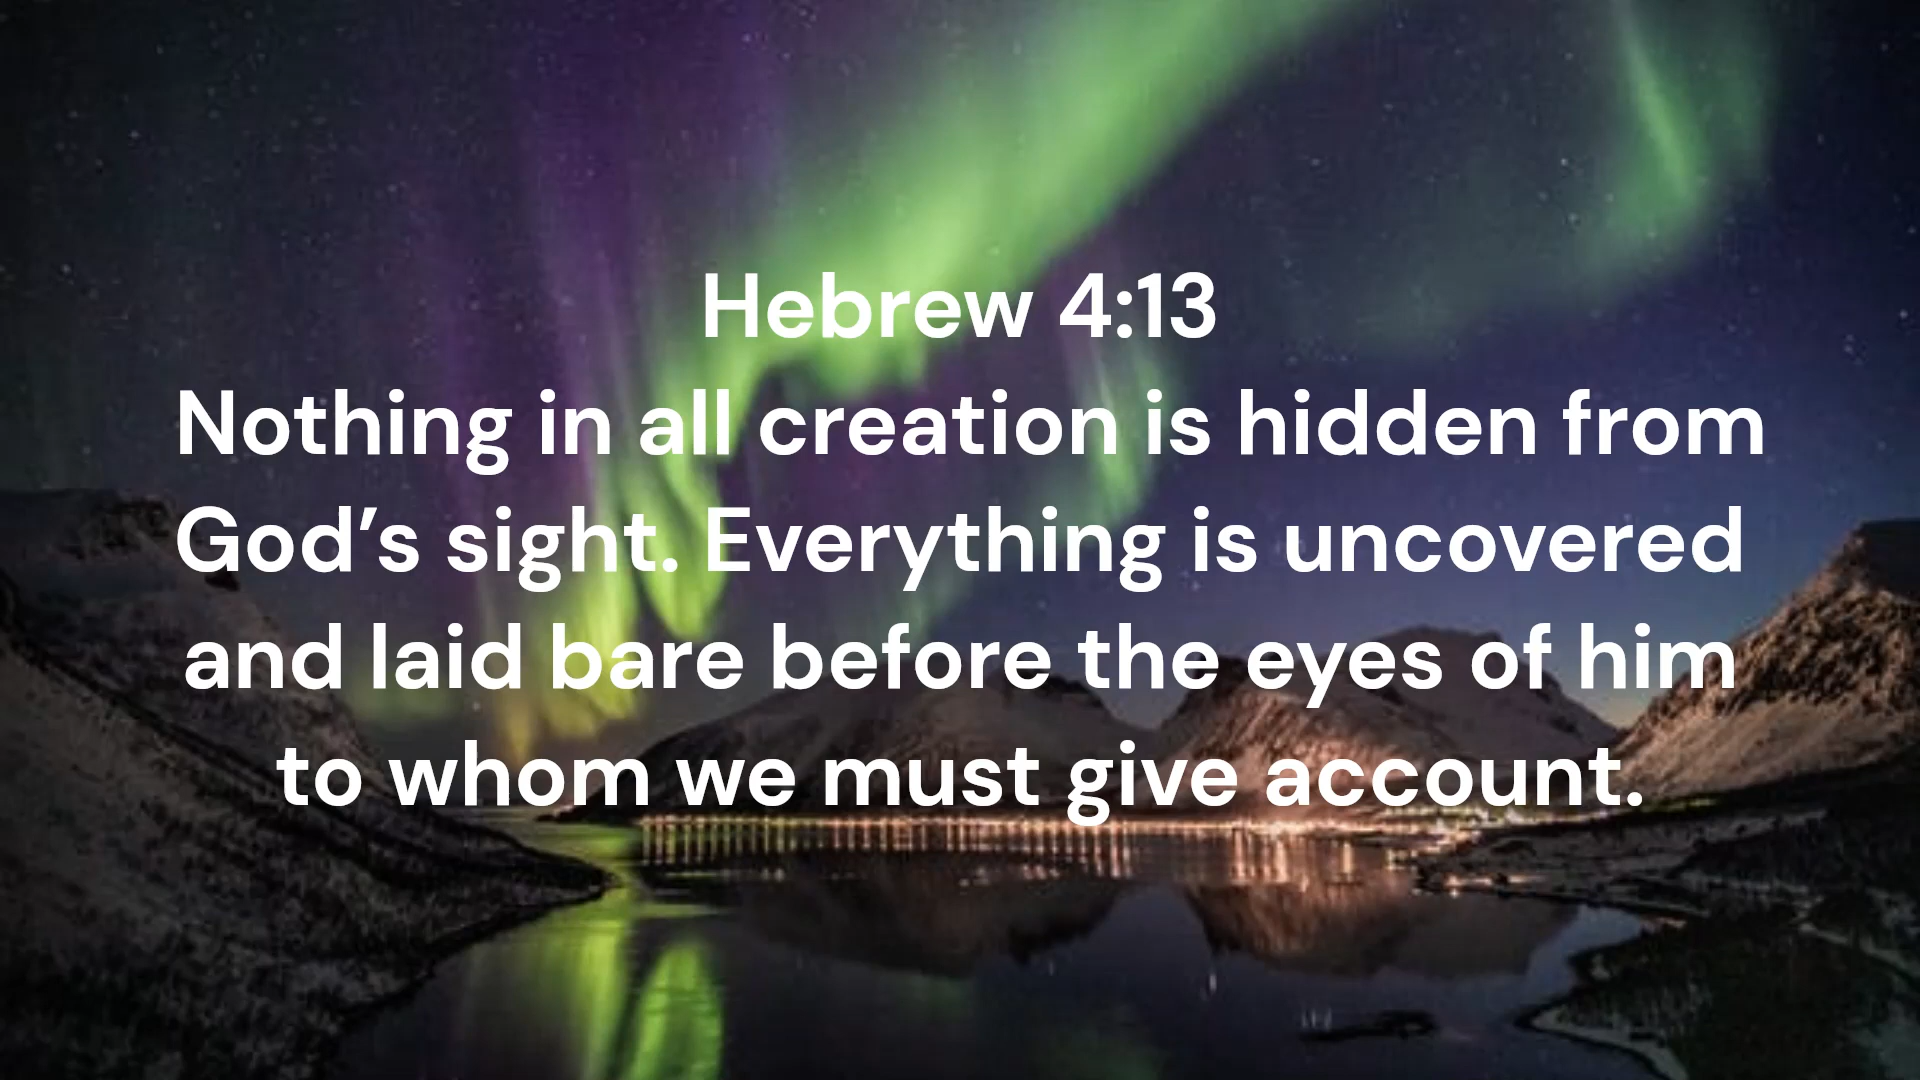 Hebrew 4:13
Nothing in all creation is hidden from
God’s sight. Everything is uncovered
and laid bare before the eyes of him
to whom we must give account.